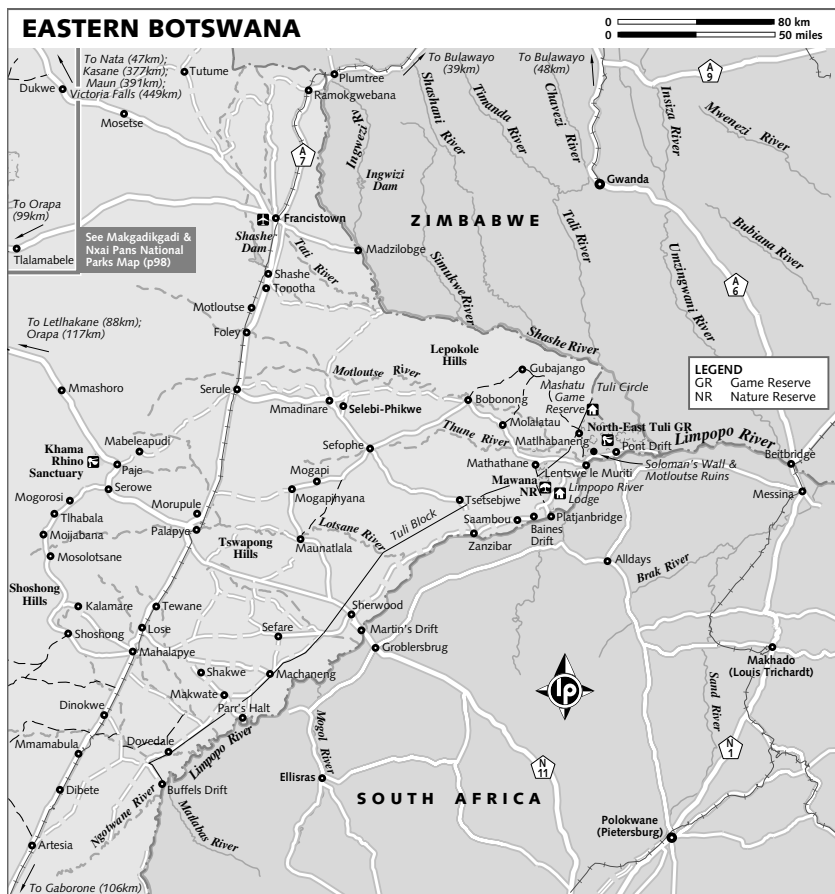 EASTERN BOTSWANA
0 80 km
0 50 miles
To Nata (47km);
Kasane (377km);
Maun (391km);
Victoria Falls (449km)
Tutume
Plumtree
To Bulawayo
(39km)
To Bulawayo
(48km)
A
9
Dukwe
Ramokgwebana
Mosetse
A
7
Ingwezi R
Shashani River
Timanda River
Chavezi River
Insiza River
Mwenezi River
Ingwizi
Dam
Gwanda
To Orapa
(99km)
Francistown
ZIMBABWE
Shashe
Dam
See Makgadikgadi &
Nxai Pans National
Parks Map (p98)
Tlalamabele
Tati River
Madzilobge
Simukwe River
Tali River
Umzingwani River
Bubiana River
Shashe
Tonotha
A
6
Motloutse
To Letlhakane (88km);
Orapa (117km)
Foley
Shashe River
Lepokole
Hills
Motloutse River
Gubajango
LEGEND
GR Game Reserve
NR Nature Reserve
Mmashoro
Serule
Mashatu
Game
Reserve
Tuli Circle
Mmadinare
Selebi-Phikwe
Bobonong
Molalatau
North-East Tuli GR
Limpopo River
Mabeleapudi
Sefophe
Thune River
Matlhabaneng
Pont Drift
Khama
Rhino
Sanctuary
Paje
Mathathane
Lentswe le Muriti
Soloman's Wall &
Motloutse Ruins
Beitbridge
Serowe
Mogapi
Mogapinyana
Mawana
NR
Limpopo River
Lodge
Messina
Mogorosi
Tlhabala
Morupule
Tsetsebjwe
Mojjabana
Palapye
Lotsane River
Tuli Block
Saambou
Baines
Drift
Platjanbridge
Mosolotsane
Tswapong
Hills
Maunatlala
Zanzibar
Alldays
Brak River
Shoshong
Hills
Kalamare
Tewane
Sherwood
Shoshong
Lose
Sefare
Martin's Drift
Mahalapye
Groblersbrug
Makhado
(Louis Trichardt)
Shakwe
Machaneng
Makwate
Sand River
Dinokwe
Parr's Halt
lp
Mmamabula
Dovedale
Limpopo River
Mogol River
N
11
N
1
Dibete
Buffels Drift
Ellisras
Ngotwane River
Matlabas River
SOUTH AFRICA
Polokwane
(Pietersburg)
Artesia
To Gaborone (106km)